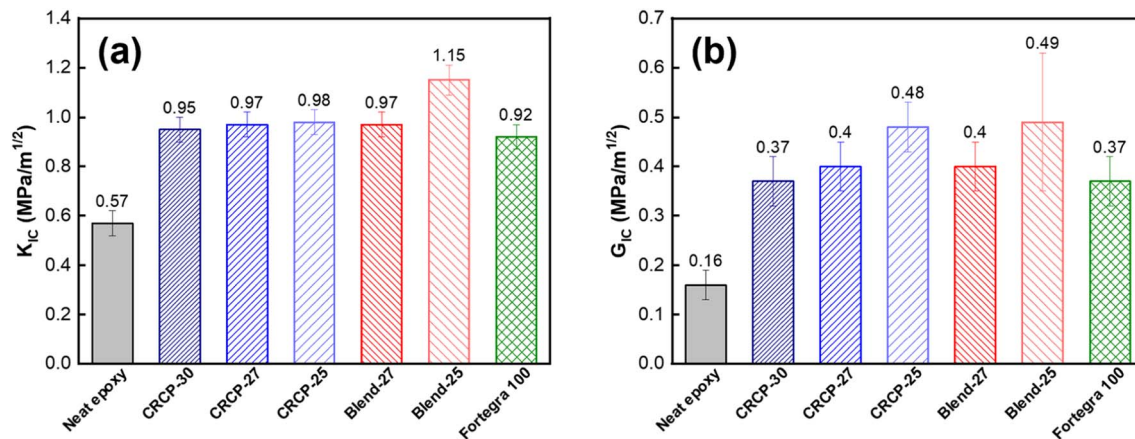 (a)
K_IC (MPa/m^1/2)
1.4
1.2
1.0
0.8
0.6
0.4
0.2
0.0
0.57
0.95
0.97
0.98
0.97
1.15
0.92
Neat epoxy
CRCP-30
CRCP-27
CRCP-25
Blend-27
Blend-25
Fortegra 100
(b)
G_IC (MPa/m^1/2)
0.7
0.6
0.5
0.4
0.3
0.2
0.1
0.0
0.16
0.37
0.4
0.48
0.4
0.49
0.37
Neat epoxy
CRCP-30
CRCP-27
CRCP-25
Blend-27
Blend-25
Fortegra 100